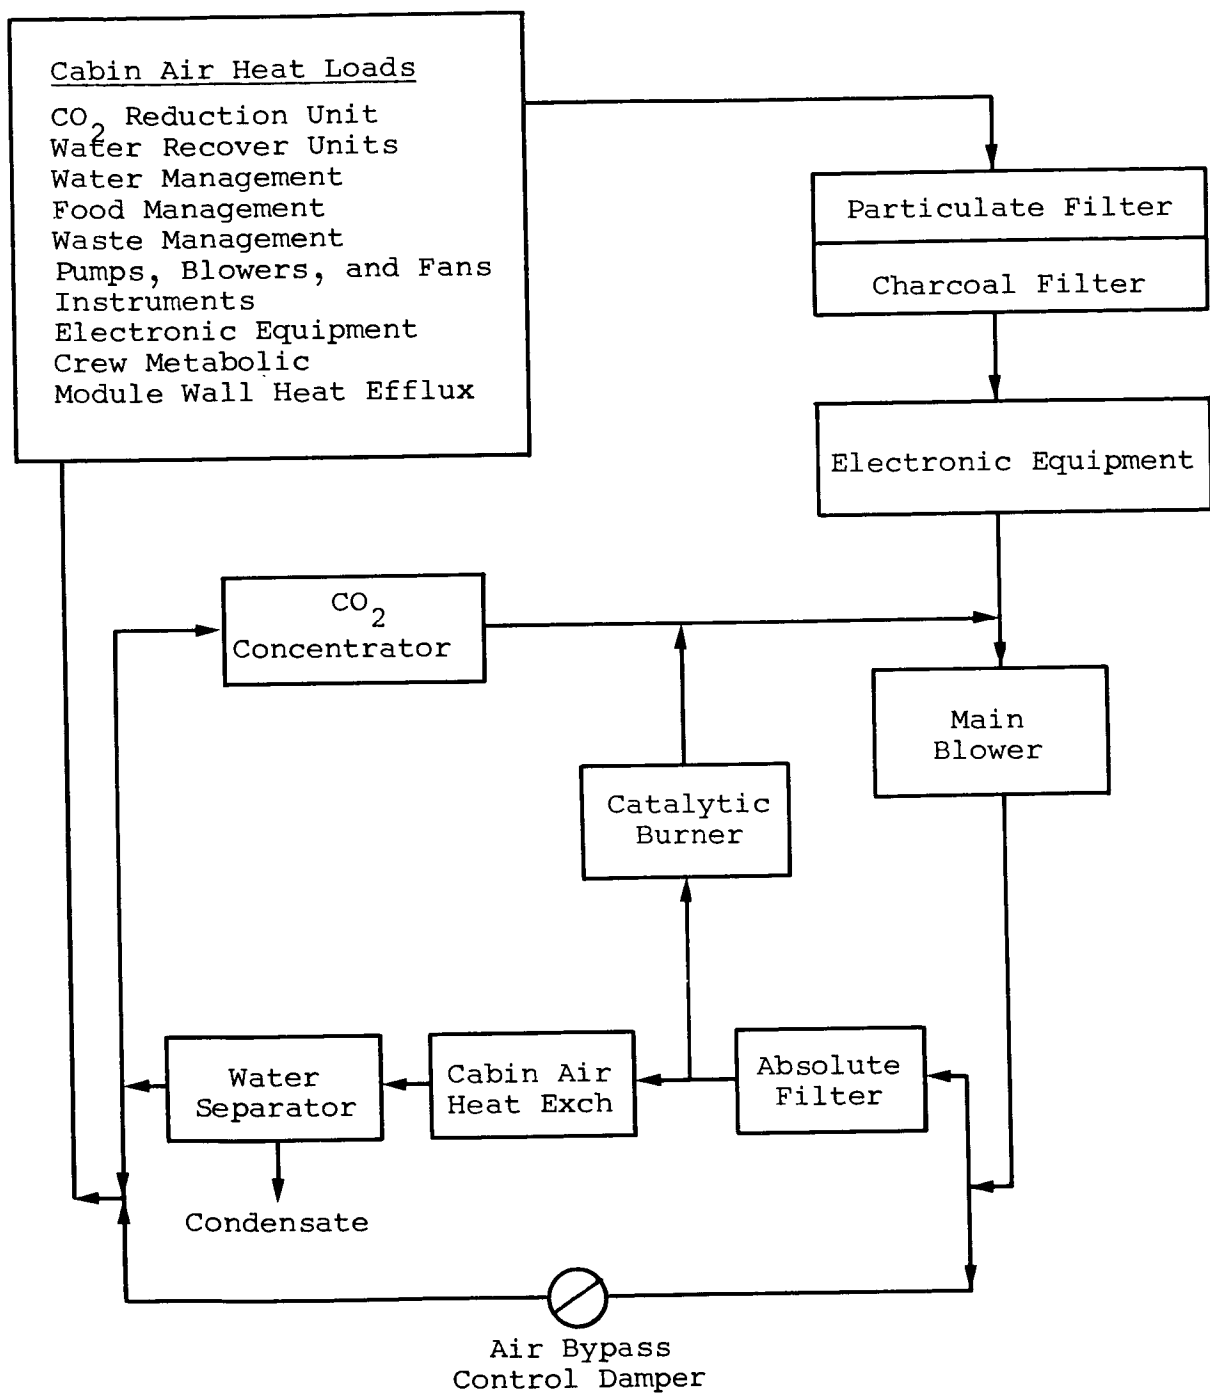 Cabin Air Heat Loads
CO2 Reduction Unit
Water Recover Units
Water Management
Food Management
Waste Management
Pumps, Blowers, and Fans
Instruments
Electronic Equipment
Crew Metabolic
Module Wall Heat Efflux
Particulate Filter
Charcoal Filter
Electronic Equipment
CO2
Concentrator
Main
Blower
Catalytic
Burner
Water
Separator
Cabin Air
Heat Exch
Absolute
Filter
Condensate
Air Bypass
Control Damper